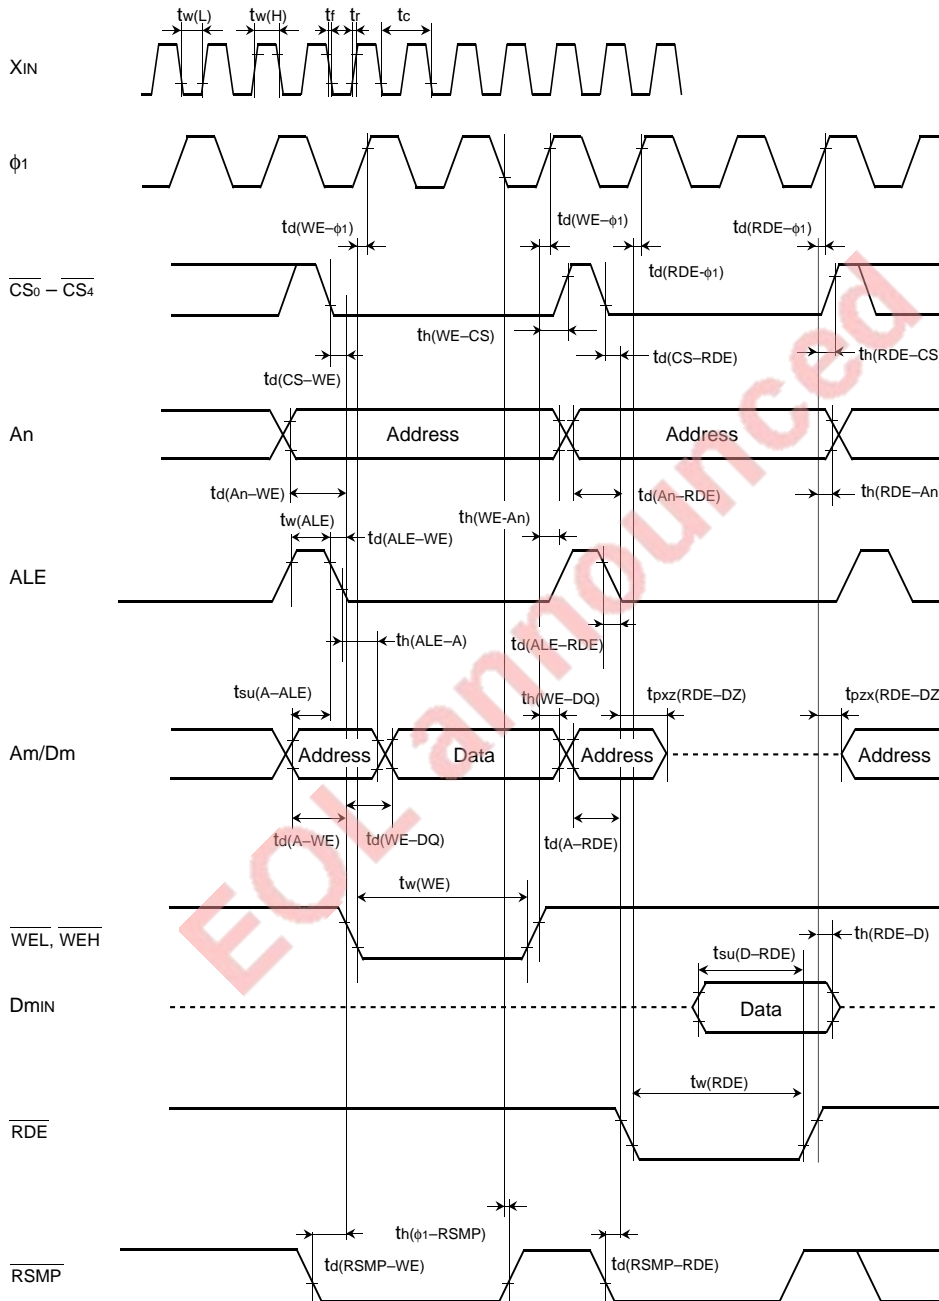 tw(L) tw(H) tf tr tc
XIN
ϕ1
td(WE–ϕ1) td(WE–ϕ1) td(RDE–ϕ1)
td(RDE-ϕ1)
CS0 – CS4
th(WE–CS)
td(CS–WE) td(CS–RDE) th(RDE–CS
An Address Address
td(An–WE) td(An–RDE) th(RDE–An
tw(ALE) th(WE-An)
td(ALE–WE)
ALE
th(ALE–A) td(ALE–RDE)
tsu(A–ALE) th(WE–DQ) tpxz(RDE–DZ) tpzx(RDE–DZ
Am/Dm Address Data Address Address
td(A–WE) td(WE–DQ) td(A–RDE)
tw(WE)
WEL, WEH
th(RDE–D)
tsu(D–RDE)
DmIN Data
tw(RDE)
RDE
th(ϕ1–RSMP)
td(RSMP–WE) td(RSMP–RDE)
RSMP
EOL announced